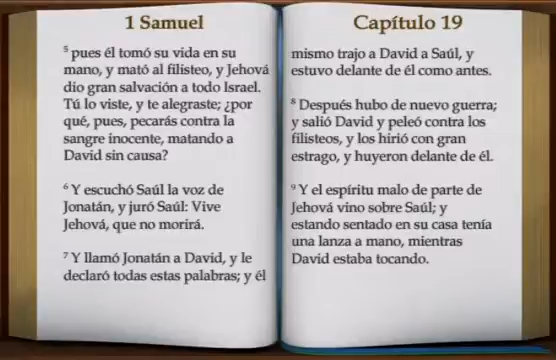 1 Samuel
⁵ pues él tomó su vida en su
mano, y mató al filisteo, y Jehová
dio gran salvación a todo Israel.
Tú lo viste, y te alegraste; ¿por
qué, pues, pecarás contra la
sangre inocente, matando a
David sin causa?
⁶ Y escuchó Saúl la voz de
Jonatán, y juró Saúl: Vive
Jehová, que no morirá.
⁷ Y llamó Jonatán a David, y le
declaró todas estas palabras; y él
Capítulo 19
mismo trajo a David a Saúl, y
estuvo delante de él como antes.
⁸ Después hubo de nuevo guerra;
y salió David y peleó contra los
filisteos, y los hirió con gran
estrago, y huyeron delante de él.
⁹ Y el espíritu malo de parte de
Jehová vino sobre Saúl; y
estando sentado en su casa tenía
una lanza a mano, mientras
David estaba tocando.